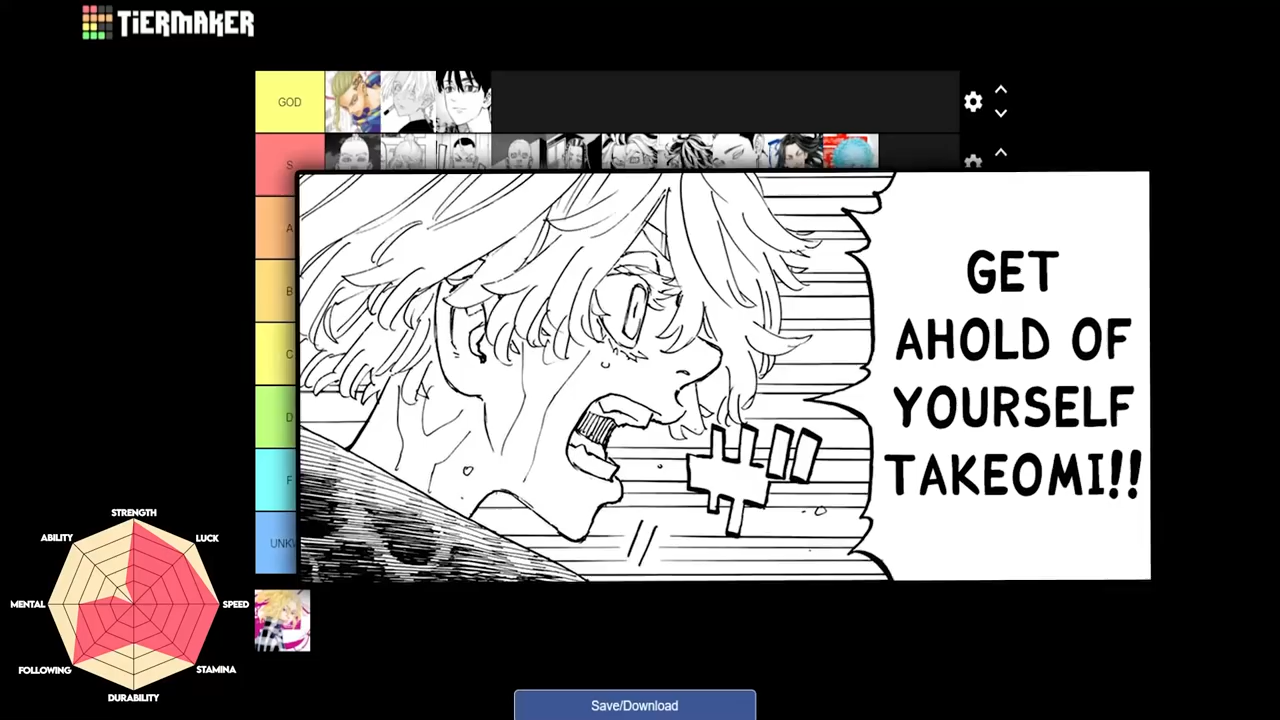 TiERMAKER
GOD
S
A
B
C
D
F
GET
AHOLD OF
YOURSELF
TAKEOMI!!
STRENGTH
ABILITY
LUCK
MENTAL
SPEED
FOLLOWING
STAMINA
DURABILITY
Save/Download